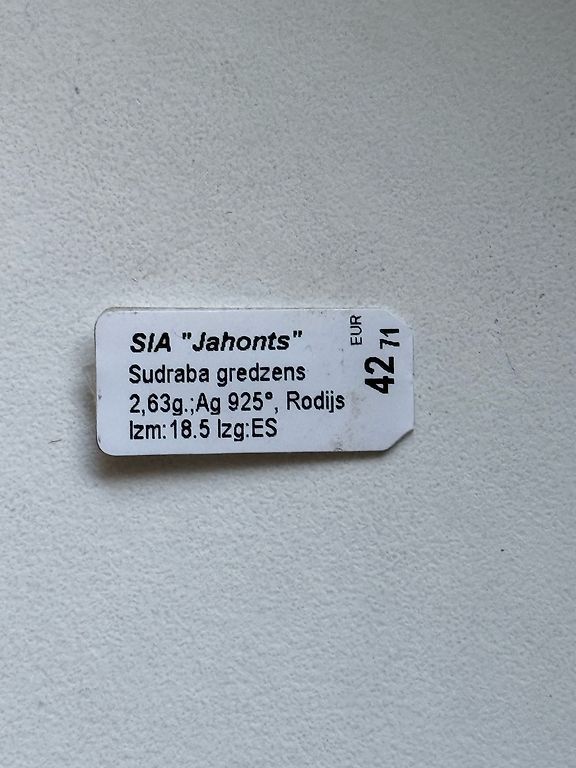 SIA "Jahonts"
Sudraba gredzens
2,63g.;Ag 925°, Rodijs
Izm:18.5 Izg:ES
EUR
42 71